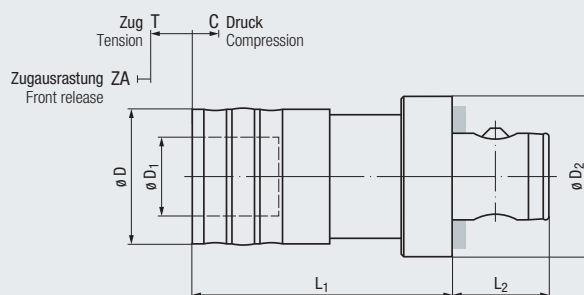 Zug T C Druck
Tension Compression
Zugausrastung ZA
Front release
ø D
ø D1
ø D2
L1
L2